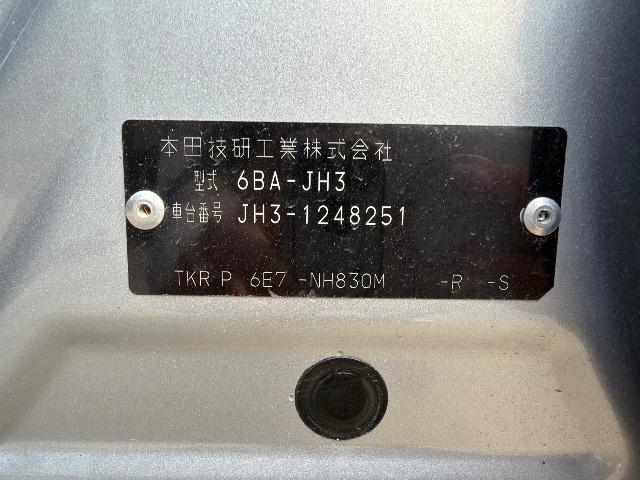 本田技研工業株式会社
型式 6BA-JH3
車台番号 JH3-1248251
TKR P 6E7 -NH830M -R -S